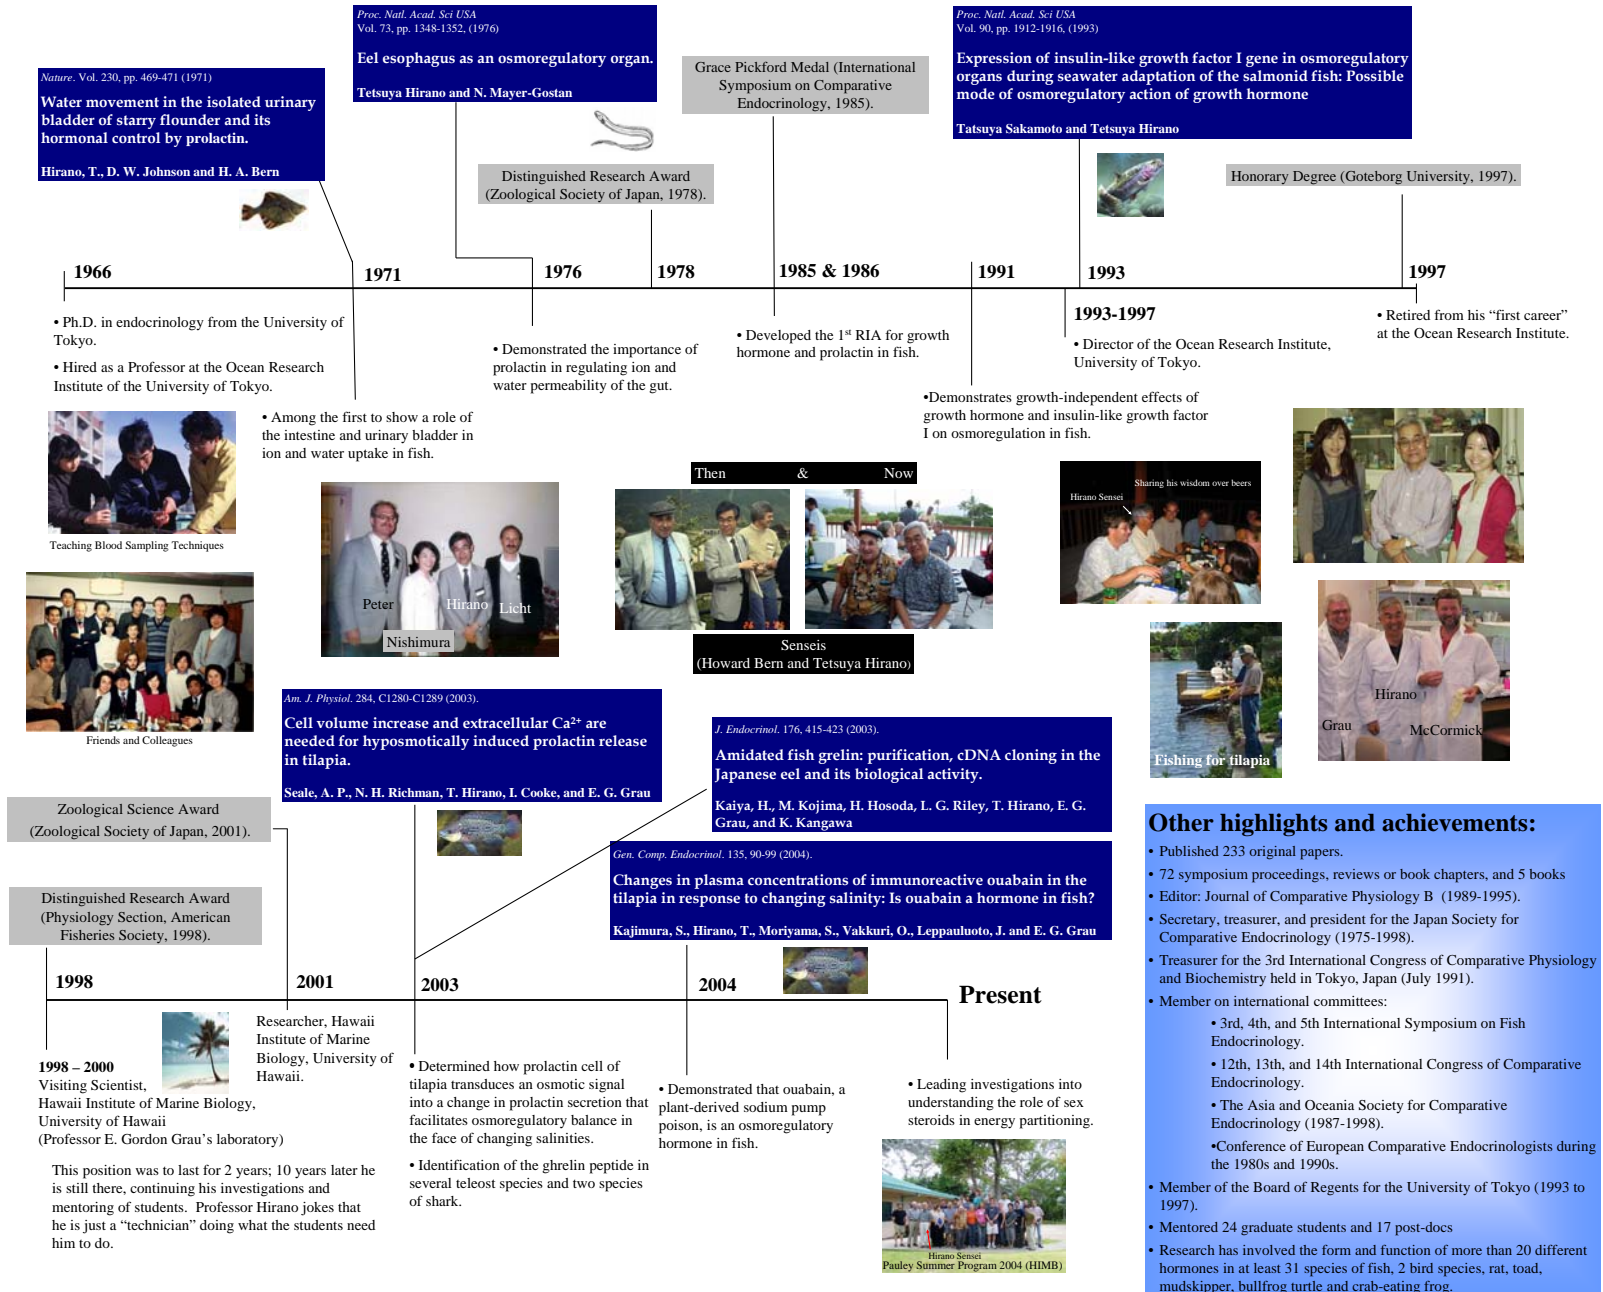 Proc. Natl. Acad. Sci USA
Vol. 73, pp. 1348-1352, (1976)
Eel esophagus as an osmoregulatory organ.
Tetsuya Hirano and N. Mayer-Gostan
Proc. Natl. Acad. Sci USA
Vol. 90, pp. 1912-1916, (1993)
Expression of insulin-like growth factor I gene in osmoregulatory
organs during seawater adaptation of the salmonid fish: Possible
mode of osmoregulatory action of growth hormone
Tatsuya Sakamoto and Tetsuya Hirano
Nature. Vol. 230, pp. 469-471 (1971)
Water movement in the isolated urinary
bladder of starry flounder and its
hormonal control by prolactin.
Hirano, T., D. W. Johnson and H. A. Bern
Grace Pickford Medal (International
Symposium on Comparative
Endocrinology, 1985).
Distinguished Research Award
(Zoological Society of Japan, 1978).
Honorary Degree (Goteborg University, 1997).
1966
1971
1976
1978
1985 & 1986
1991
1993
1997
• Ph.D. in endocrinology from the University of
Tokyo.
• Hired as a Professor at the Ocean Research
Institute of the University of Tokyo.
• Among the first to show a role of
the intestine and urinary bladder in
ion and water uptake in fish.
• Demonstrated the importance of
prolactin in regulating ion and
water permeability of the gut.
• Developed the 1st RIA for growth
hormone and prolactin in fish.
•Demonstrates growth-independent effects of
growth hormone and insulin-like growth factor
I on osmoregulation in fish.
1993-1997
• Director of the Ocean Research Institute,
University of Tokyo.
• Retired from his “first career”
at the Ocean Research Institute.
Teaching Blood Sampling Techniques
Friends and Colleagues
Peter
Hirano
Licht
Nishimura
Then & Now
Senseis
(Howard Bern and Tetsuya Hirano)
Sharing his wisdom over beers
Hirano Sensei
Fishing for tilapia
Hirano
Grau
McCormick
Am. J. Physiol. 284, C1280-C1289 (2003).
Cell volume increase and extracellular Ca2+ are
needed for hyposmotically induced prolactin release
in tilapia.
Seale, A. P., N. H. Richman, T. Hirano, I. Cooke, and E. G. Grau
J. Endocrinol. 176, 415-423 (2003).
Amidated fish grelin: purification, cDNA cloning in the
Japanese eel and its biological activity.
Kaiya, H., M. Kojima, H. Hosoda, L. G. Riley, T. Hirano, E. G.
Grau, and K. Kangawa
Gen. Comp. Endocrinol. 135, 90-99 (2004).
Changes in plasma concentrations of immunoreactive ouabain in the
tilapia in response to changing salinity: Is ouabain a hormone in fish?
Kajimura, S., Hirano, T., Moriyama, S., Vakkuri, O., Leppauluoto, J. and E. G. Grau
Zoological Science Award
(Zoological Society of Japan, 2001).
Distinguished Research Award
(Physiology Section, American
Fisheries Society, 1998).
1998
2001
2003
2004
Present
1998 – 2000
Visiting Scientist,
Hawaii Institute of Marine Biology,
University of Hawaii
(Professor E. Gordon Grau’s laboratory)
This position was to last for 2 years; 10 years later he
is still there, continuing his investigations and
mentoring of students. Professor Hirano jokes that
he is just a “technician” doing what the students need
him to do.
Researcher, Hawaii
Institute of Marine
Biology, University of
Hawaii.
• Determined how prolactin cell of
tilapia transduces an osmotic signal
into a change in prolactin secretion that
facilitates osmoregulatory balance in
the face of changing salinities.
• Identification of the ghrelin peptide in
several teleost species and two species
of shark.
• Demonstrated that ouabain, a
plant-derived sodium pump
poison, is an osmoregulatory
hormone in fish.
• Leading investigations into
understanding the role of sex
steroids in energy partitioning.
Hirano Sensei
Pauley Summer Program 2004 (HIMB)
Other highlights and achievements:
• Published 233 original papers.
• 72 symposium proceedings, reviews or book chapters, and 5 books
• Editor: Journal of Comparative Physiology B (1989-1995).
• Secretary, treasurer, and president for the Japan Society for
Comparative Endocrinology (1975-1998).
• Treasurer for the 3rd International Congress of Comparative Physiology
and Biochemistry held in Tokyo, Japan (July 1991).
• Member on international committees:
• 3rd, 4th, and 5th International Symposium on Fish
Endocrinology.
• 12th, 13th, and 14th International Congress of Comparative
Endocrinology.
• The Asia and Oceania Society for Comparative
Endocrinology (1987-1998).
•Conference of European Comparative Endocrinologists during
the 1980s and 1990s.
• Member of the Board of Regents for the University of Tokyo (1993 to
1997).
• Mentored 24 graduate students and 17 post-docs
• Research has involved the form and function of more than 20 different
hormones in at least 31 species of fish, 2 bird species, rat, toad,
mudskipper, bullfrog turtle and crab-eating frog.